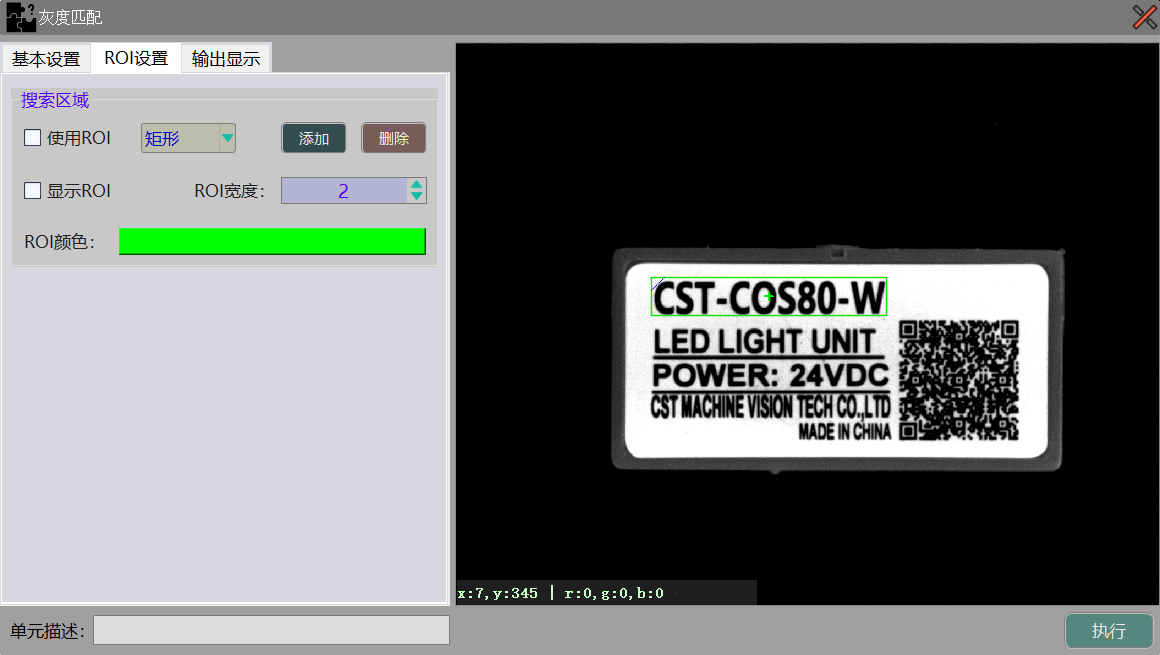 灰度匹配
基本设置 ROI设置 输出显示
搜索区域
使用ROI 矩形 添加 删除
显示ROI ROI宽度: 2
ROI颜色:
CST-COS80-W
LED LIGHT UNIT
POWER: 24VDC
CST MACHINE VISION TECH CO.,LTD
MADE IN CHINA
x:7,y:345 | r:0,g:0,b:0
单元描述:
执行